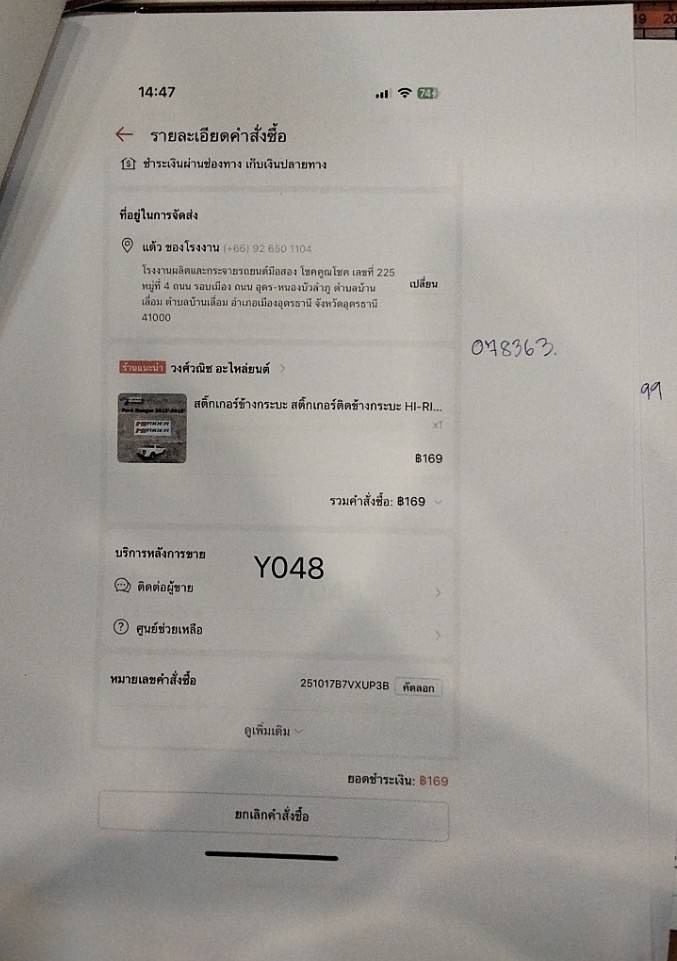 19 20
14:47
74
รายละเอียดคำสั่งซื้อ
ชำระเงินผ่านช่องทาง เก็บเงินปลายทาง
ที่อยู่ในการจัดส่ง
แต้ว ของโรงงาน (+66) 92 650 1104
โรงงานผลิตและกระจายรถยนต์มือสอง โชคคูณโชค เลขที่ 225
หมู่ที่ 4 ถนน รอบเมือง ถนน อุดร-หนองบัวลำภู ตำบลบ้าน
เลื่อม ตำบลบ้านเลื่อม อำเภอเมืองอุดรธานี จังหวัดอุดรธานี
41000
เปลี่ยน
078363.
99
ร้านแนะนำ วงศ์วณิช อะไหล่ยนต์
สติ๊กเกอร์ข้างกระบะ สติ๊กเกอร์ติดข้างกระบะ HI-RI...
x1
฿169
รวมคำสั่งซื้อ: ฿169
บริการหลังการขาย
Y048
ติดต่อผู้ขาย
ศูนย์ช่วยเหลือ
หมายเลขคำสั่งซื้อ
251017B7VXUP3B คัดลอก
ดูเพิ่มเติม
ยอดชำระเงิน: ฿169
ยกเลิกคำสั่งซื้อ